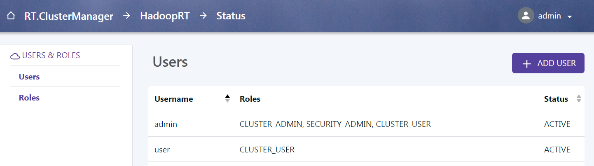 RT.ClusterManager → HadoopRT → Status admin
USERS & ROLES
Users
Roles
Users
+ ADD USER
Username Roles Status
admin CLUSTER_ADMIN, SECURITY_ADMIN, CLUSTER_USER ACTIVE
user CLUSTER_USER ACTIVE